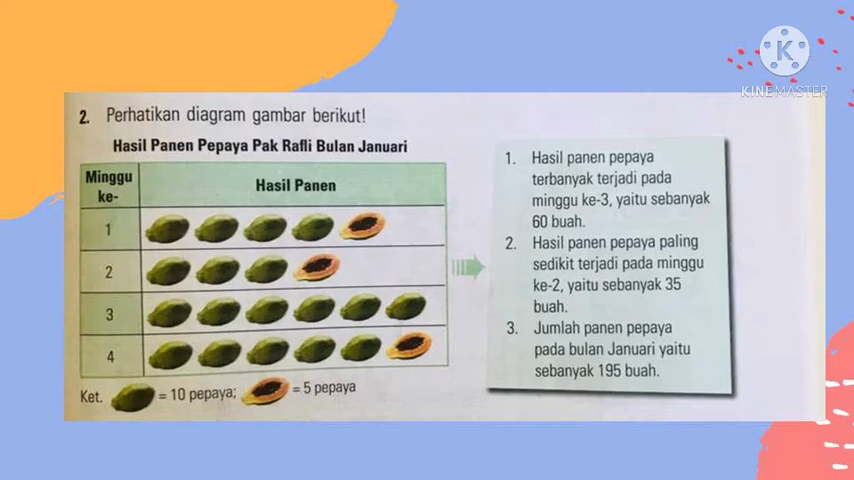 K
KINEMASTER
2. Perhatikan diagram gambar berikut!
Hasil Panen Pepaya Pak Rafli Bulan Januari
Minggu
ke-
Hasil Panen
1
2
3
4
Ket.
= 10 pepaya;
= 5 pepaya
1. Hasil panen pepaya
terbanyak terjadi pada
minggu ke-3, yaitu sebanyak
60 buah.
2. Hasil panen pepaya paling
sedikit terjadi pada minggu
ke-2, yaitu sebanyak 35
buah.
3. Jumlah panen pepaya
pada bulan Januari yaitu
sebanyak 195 buah.